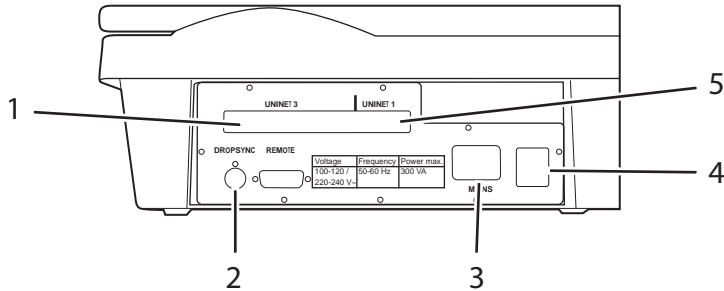 UNINET 3 UNINET 1
1
5
DROPSYNC REMOTE
Voltage Frequency Power max.
100-120 / 50-60 Hz 300 VA
220-240 V~
MAINS
4
2
3